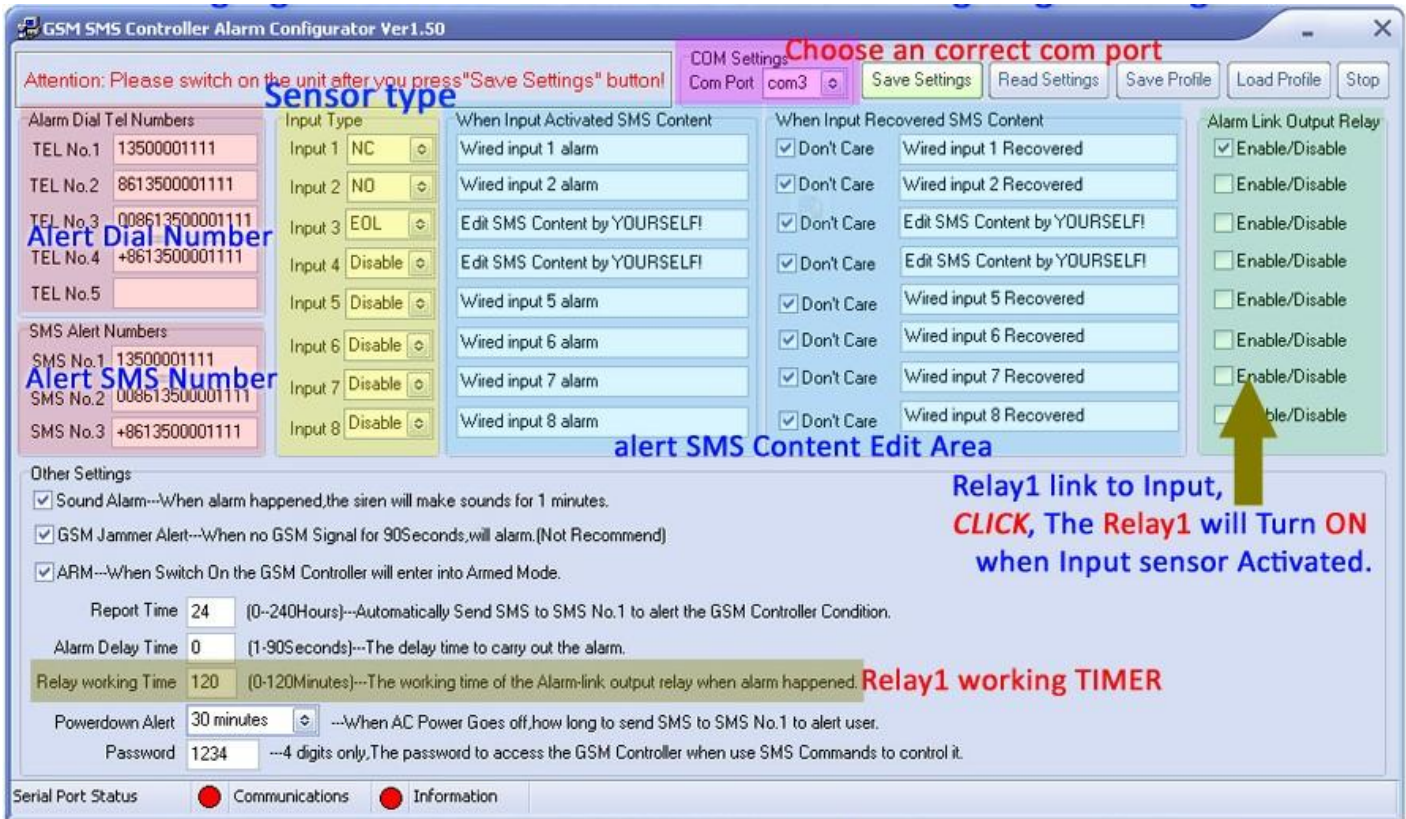 GSM SMS Controller Alarm Configurator Ver1.50
Attention: Please switch on the unit after you press"Save Settings" button!
COM Settings
Choose an correct com port
Com Port com3
Save Settings
Read Settings
Save Profile
Load Profile
Stop
Sensor type
Alarm Dial Tel Numbers
TEL No.1 13500001111
TEL No.2 8613500001111
TEL No.3 008613500001111
Alert Dial Number
TEL No.4 +8613500001111
TEL No.5
SMS Alert Numbers
SMS No.1 13500001111
Alert SMS Number
SMS No.2 008613500001111
SMS No.3 +8613500001111
Input Type
Input 1 NC
Input 2 NO
Input 3 EOL
Input 4 Disable
Input 5 Disable
Input 6 Disable
Input 7 Disable
Input 8 Disable
When Input Activated SMS Content
Wired input 1 alarm
Wired input 2 alarm
Edit SMS Content by YOURSELF!
Edit SMS Content by YOURSELF!
Wired input 5 alarm
Wired input 6 alarm
Wired input 7 alarm
Wired input 8 alarm
When Input Recovered SMS Content
Don't Care Wired input 1 Recovered
Don't Care Wired input 2 Recovered
Don't Care Edit SMS Content by YOURSELF!
Don't Care Edit SMS Content by YOURSELF!
Don't Care Wired input 5 Recovered
Don't Care Wired input 6 Recovered
Don't Care Wired input 7 Recovered
Don't Care Wired input 8 Recovered
alert SMS Content Edit Area
Alarm Link Output Relay
Enable/Disable
Enable/Disable
Enable/Disable
Enable/Disable
Enable/Disable
Enable/Disable
Enable/Disable
Enable/Disable
Relay1 link to Input,
CLICK, The Relay1 will Turn ON
when Input sensor Activated.
Other Settings
Sound Alarm---When alarm happened,the siren will make sounds for 1 minutes.
GSM Jammer Alert---When no GSM Signal for 90Seconds,will alarm.(Not Recommend)
ARM---When Switch On the GSM Controller will enter into Armed Mode.
Report Time 24 (0--240Hours)---Automatically Send SMS to SMS No.1 to alert the GSM Controller Condition.
Alarm Delay Time 0 (1-90Seconds)---The delay time to carry out the alarm.
Relay working Time 120 (0-120Minutes)---The working time of the Alarm-link output relay when alarm happened. Relay1 working TIMER
Powerdown Alert 30 minutes ---When AC Power Goes off,how long to send SMS to SMS No.1 to alert user.
Password 1234 ---4 digits only,The password to access the GSM Controller when use SMS Commands to control it.
Serial Port Status Communications Information